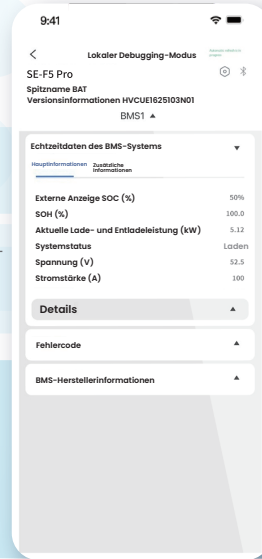 9:41
Lokaler Debugging-Modus
SE-F5 Pro
Spitzname BAT
Versionsinformationen HVCUE1625103N01
BMS1 ▲
Echtzeitdaten des BMS-Systems ▼
Hauptinformationen Zusätzliche Informationen
Externe Anzeige SOC (%) 50%
SOH (%) 100.0
Aktuelle Lade- und Entladeleistung (kW) 5.12
Systemstatus Laden
Spannung (V) 52.5
Stromstärke (A) 100
Details ▲
Fehlercode ▲
BMS-Herstellerinformationen ▲